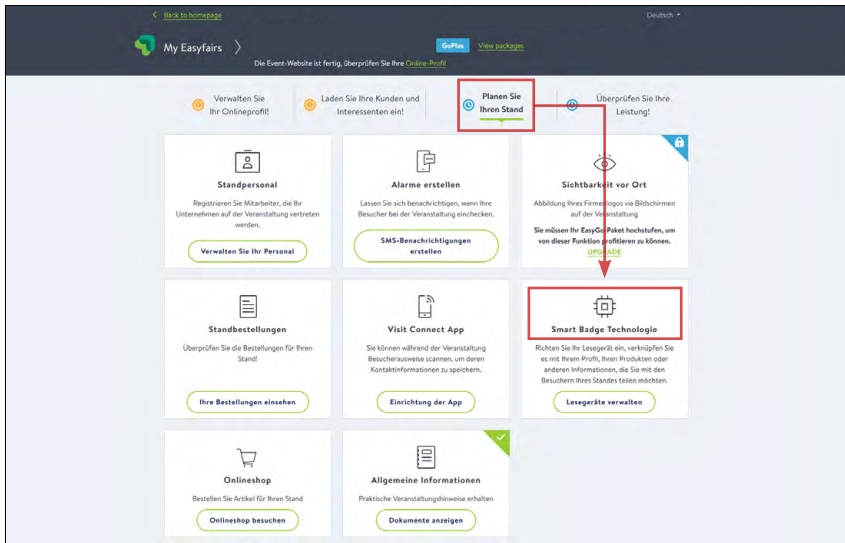 Back to homepage
Deutsch
My Easyfairs
GoPlus
View packages
Die Event-Website ist fertig, überprüfen Sie Ihre Online-Profil
Verwalten Sie
Ihr Onlineprofil!
Laden Sie Ihre Kunden und
Interessenten ein!
Planen Sie
Ihren Stand
Überprüfen Sie Ihre
Leistung!
Standpersonal
Registrieren Sie Mitarbeiter, die Ihr
Unternehmen auf der Veranstaltung vertreten
werden.
Verwalten Sie Ihr Personal
Alarme erstellen
Lassen Sie sich benachrichtigen, wenn Ihre
Besucher bei der Veranstaltung einchecken.
SMS-Benachrichtigungen
erstellen
Sichtbarkeit vor Ort
Abbildung Ihres Firmenlogos via Bildschirmen
auf der Veranstaltung
Sie müssen Ihr EasyGo-Paket hochstufen, um
von dieser Funktion profitieren zu können.
UPGRADE
Standbestellungen
Überprüfen Sie die Bestellungen für Ihren
Stand!
Ihre Bestellungen einsehen
Visit Connect App
Sie können während der Veranstaltung
Besucherausweise scannen, um deren
Kontaktinformationen zu speichern.
Einrichtung der App
Smart Badge Technologie
Richten Sie Ihr Lesegerät ein, verknüpfen Sie
es mit Ihrem Profil, Ihren Produkten oder
anderen Informationen, die Sie mit den
Besuchern Ihres Standes teilen möchten.
Lesegeräte verwalten
Onlineshop
Bestellen Sie Artikel für Ihren Stand
Onlineshop besuchen
Allgemeine Informationen
Praktische Veranstaltungshinweise erhalten
Dokumente anzeigen